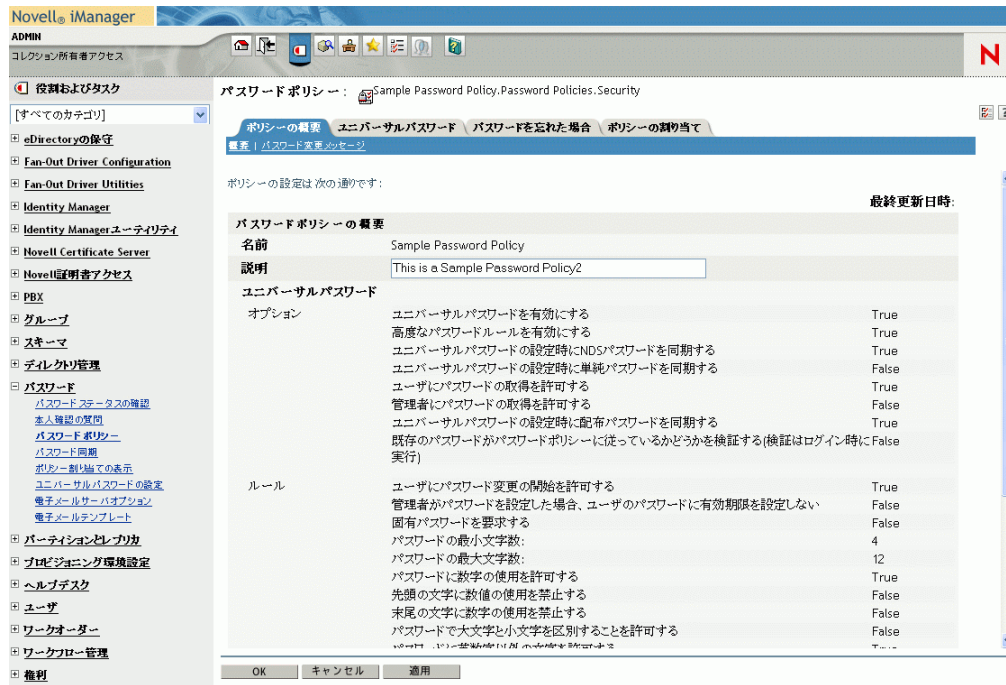 Novell® iManager
ADMIN
コレクション所有者アクセス
N
役割およびタスク
[すべてのカテゴリ]
eDirectoryの保守
Fan-Out Driver Configuration
Fan-Out Driver Utilities
Identity Manager
Identity Managerユーティリティ
Novell Certificate Server
Novell証明書アクセス
PBX
グループ
スキーマ
ディレクトリ管理
パスワード
パスワードステータスの確認
本人確認の質問
パスワードポリシー
パスワード同期
ポリシー割り当ての表示
ユニバーサルパスワードの設定
電子メールサーバオプション
電子メールテンプレート
パーティションとレプリカ
プロビジョニング環境設定
ヘルプデスク
ユーザ
ワークオーダー
ワークフロー管理
権利
パスワードポリシー: Sample Password Policy.Password Policies.Security
ポリシーの概要 ユニバーサルパスワード パスワードを忘れた場合 ポリシーの割り当て
概要 | パスワード変更メッセージ
ポリシーの設定は次の通りです:
最終更新日時:
パスワードポリシーの概要
名前 Sample Password Policy
説明 This is a Sample Password Policy2
ユニバーサルパスワード
オプション ユニバーサルパスワードを有効にする True
高度なパスワードルールを有効にする True
ユニバーサルパスワードの設定時にNDSパスワードを同期する True
ユニバーサルパスワードの設定時に単純パスワードを同期する False
ユーザにパスワードの取得を許可する True
管理者にパスワードの取得を許可する False
ユニバーサルパスワードの設定時に配布パスワードを同期する True
既存のパスワードがパスワードポリシーに従っているかどうかを検証する(検証はログイン時に False
実行)
ルール ユーザにパスワード変更の開始を許可する True
管理者がパスワードを設定した場合、ユーザのパスワードに有効期限を設定しない False
固有パスワードを要求する False
パスワードの最小文字数: 4
パスワードの最大文字数: 12
パスワードに数字の使用を許可する True
先頭の文字に数値の使用を禁止する False
末尾の文字に数字の使用を禁止する False
パスワードで大文字と小文字を区別することを許可する False
パスワードに英数字以外の文字を許可する True
OK キャンセル 適用